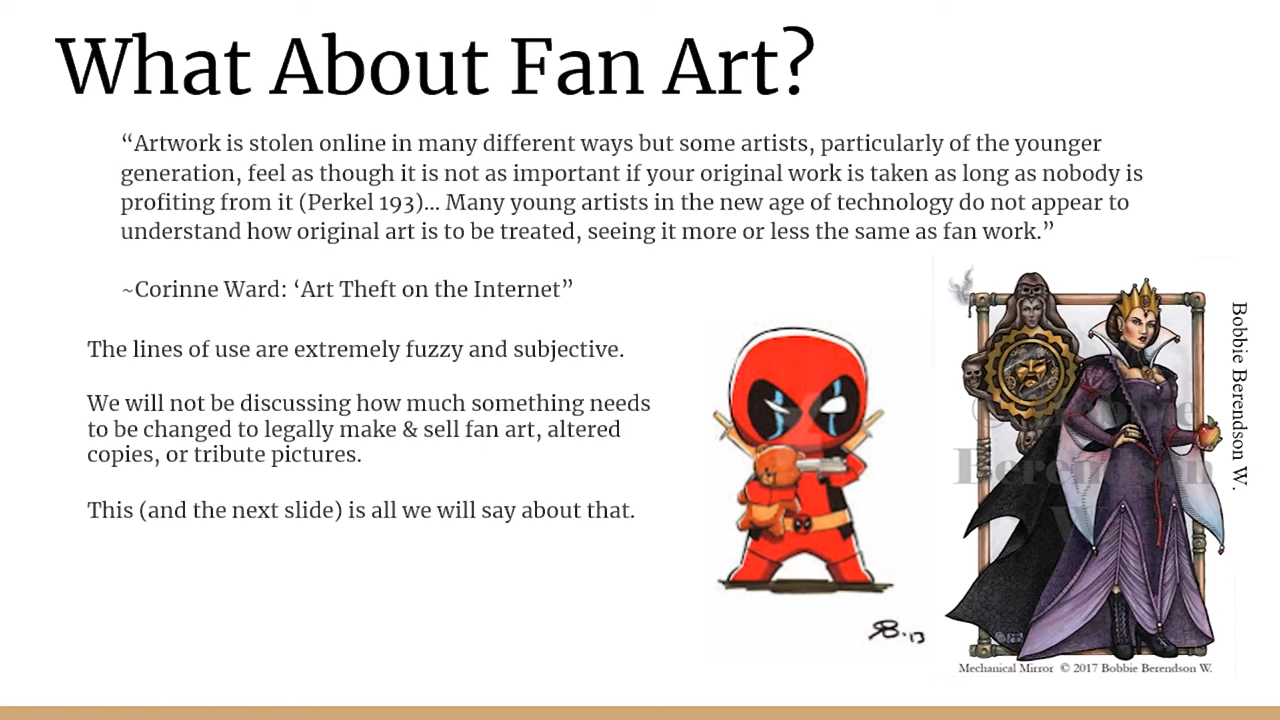 What About Fan Art?
“Artwork is stolen online in many different ways but some artists, particularly of the younger
generation, feel as though it is not as important if your original work is taken as long as nobody is
profiting from it (Perkel 193)... Many young artists in the new age of technology do not appear to
understand how original art is to be treated, seeing it more or less the same as fan work.”
~Corinne Ward: ‘Art Theft on the Internet”
The lines of use are extremely fuzzy and subjective.
We will not be discussing how much something needs
to be changed to legally make & sell fan art, altered
copies, or tribute pictures.
This (and the next slide) is all we will say about that.
Bobbie Berendson W.
Berendson
W
Mechanical Mirror © 2017 Bobbie Berendson W.